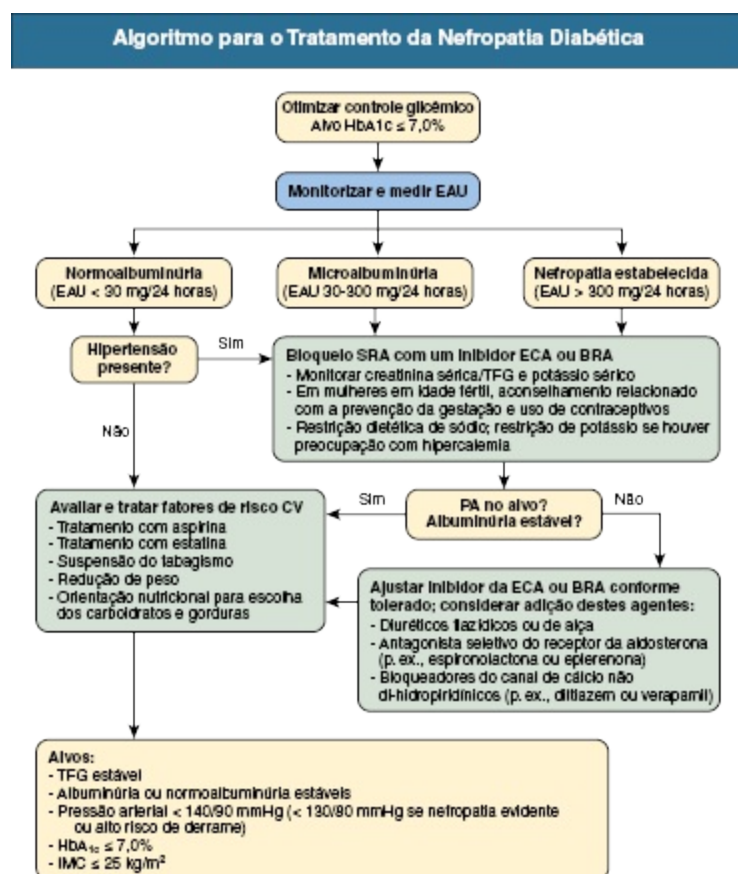 Algoritmo para o Tratamento da Nefropatia Diabética
Otimizar controle glicêmico
Alvo HbA1c ≤ 7,0%
Monitorizar e medir EAU
Normoalbuminúria
(EAU < 30 mg/24 horas)
Microalbuminúria
(EAU 30-300 mg/24 horas)
Nefropatia estabelecida
(EAU > 300 mg/24 horas)
Hipertensão
presente?
Sim
Não
Bloqueio SRA com um inibidor ECA ou BRA
- Monitorar creatinina sérica/TFG e potássio sérico
- Em mulheres em idade fértil, aconselhamento relacionado
com a prevenção da gestação e uso de contraceptivos
- Restrição dietética de sódio; restrição de potássio se houver
preocupação com hipercalemia
PA no alvo?
Albuminúria estável?
Sim
Não
Avaliar e tratar fatores de risco CV
- Tratamento com aspirina
- Tratamento com estatina
- Suspensão do tabagismo
- Redução de peso
- Orientação nutricional para escolha
dos carboidratos e gorduras
Ajustar inibidor da ECA ou BRA conforme
tolerado; considerar adição destes agentes:
- Diuréticos tiazídicos ou de alça
- Antagonista seletivo do receptor da aldosterona
(p. ex., espironolactona ou eplerenona)
- Bloqueadores do canal de cálcio não
di-hidropiridínicos (p. ex., diltiazem ou verapamil)
Alvos:
- TFG estável
- Albuminúria ou normoalbuminúria estáveis
- Pressão arterial < 140/90 mmHg (< 130/80 mmHg se nefropatia evidente
ou alto risco de derrame)
- HbA₁c ≤ 7,0%
- IMC ≤ 25 kg/m²